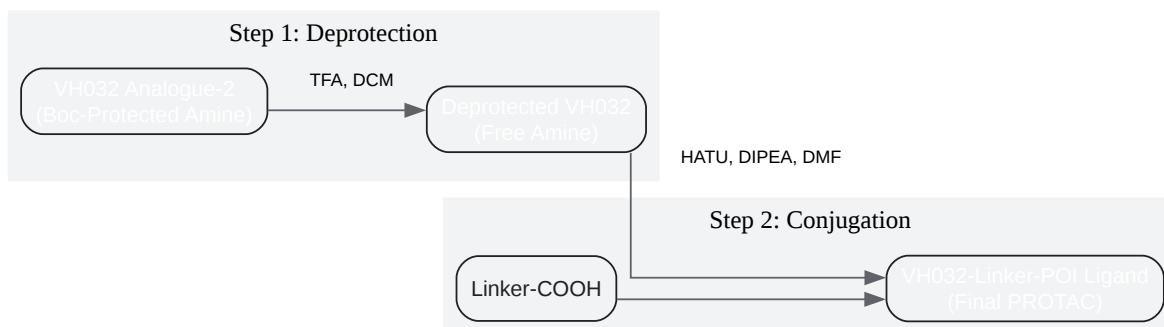 Step 1: Deprotection
VH032 Analogue-2
(Boc-Protected Amine)
TFA, DCM
Deprotected VH032
(Free Amine)
HATU, DIPEA, DMF
Step 2: Conjugation
Linker-COOH
VH032-Linker-POI Ligand
(Final PROTAC)